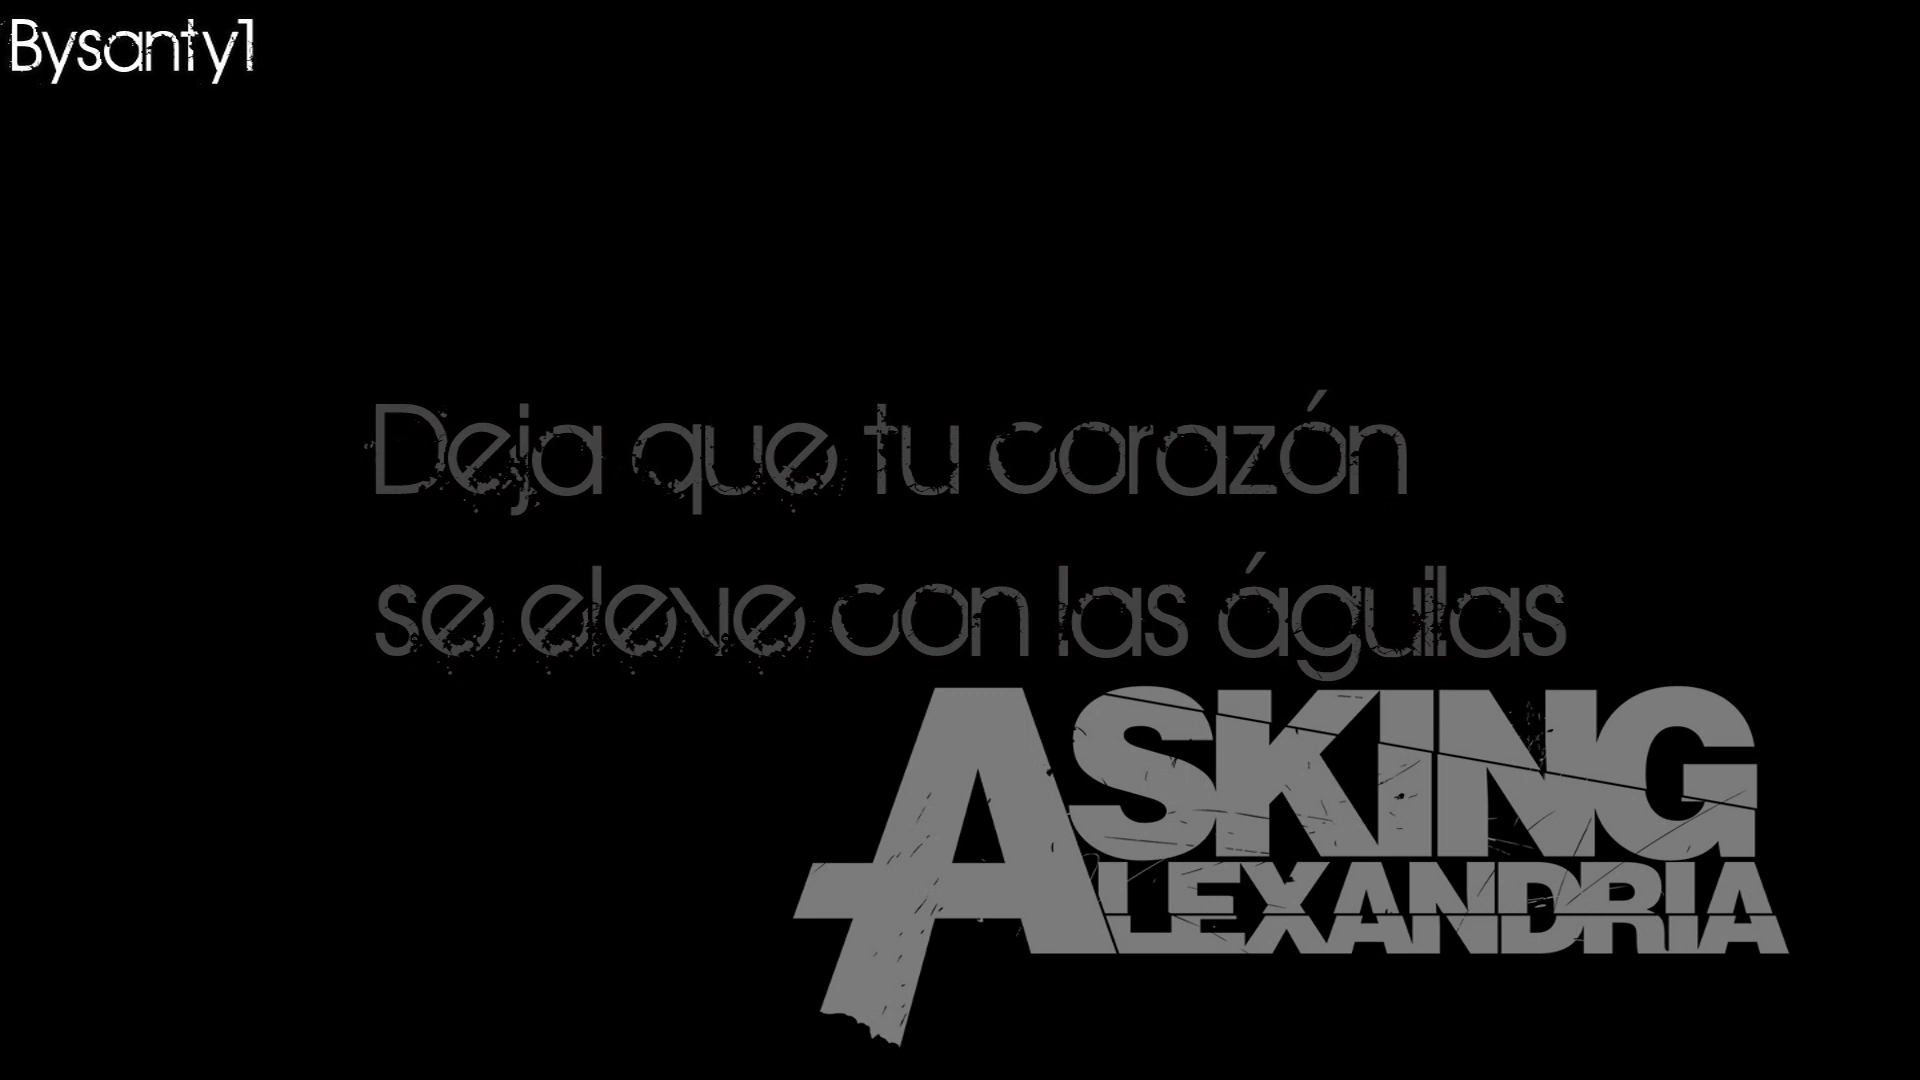 Bysanty1
Deja que tu corazón
se eleve con las águilas
ASKING
ALEXANDRIA